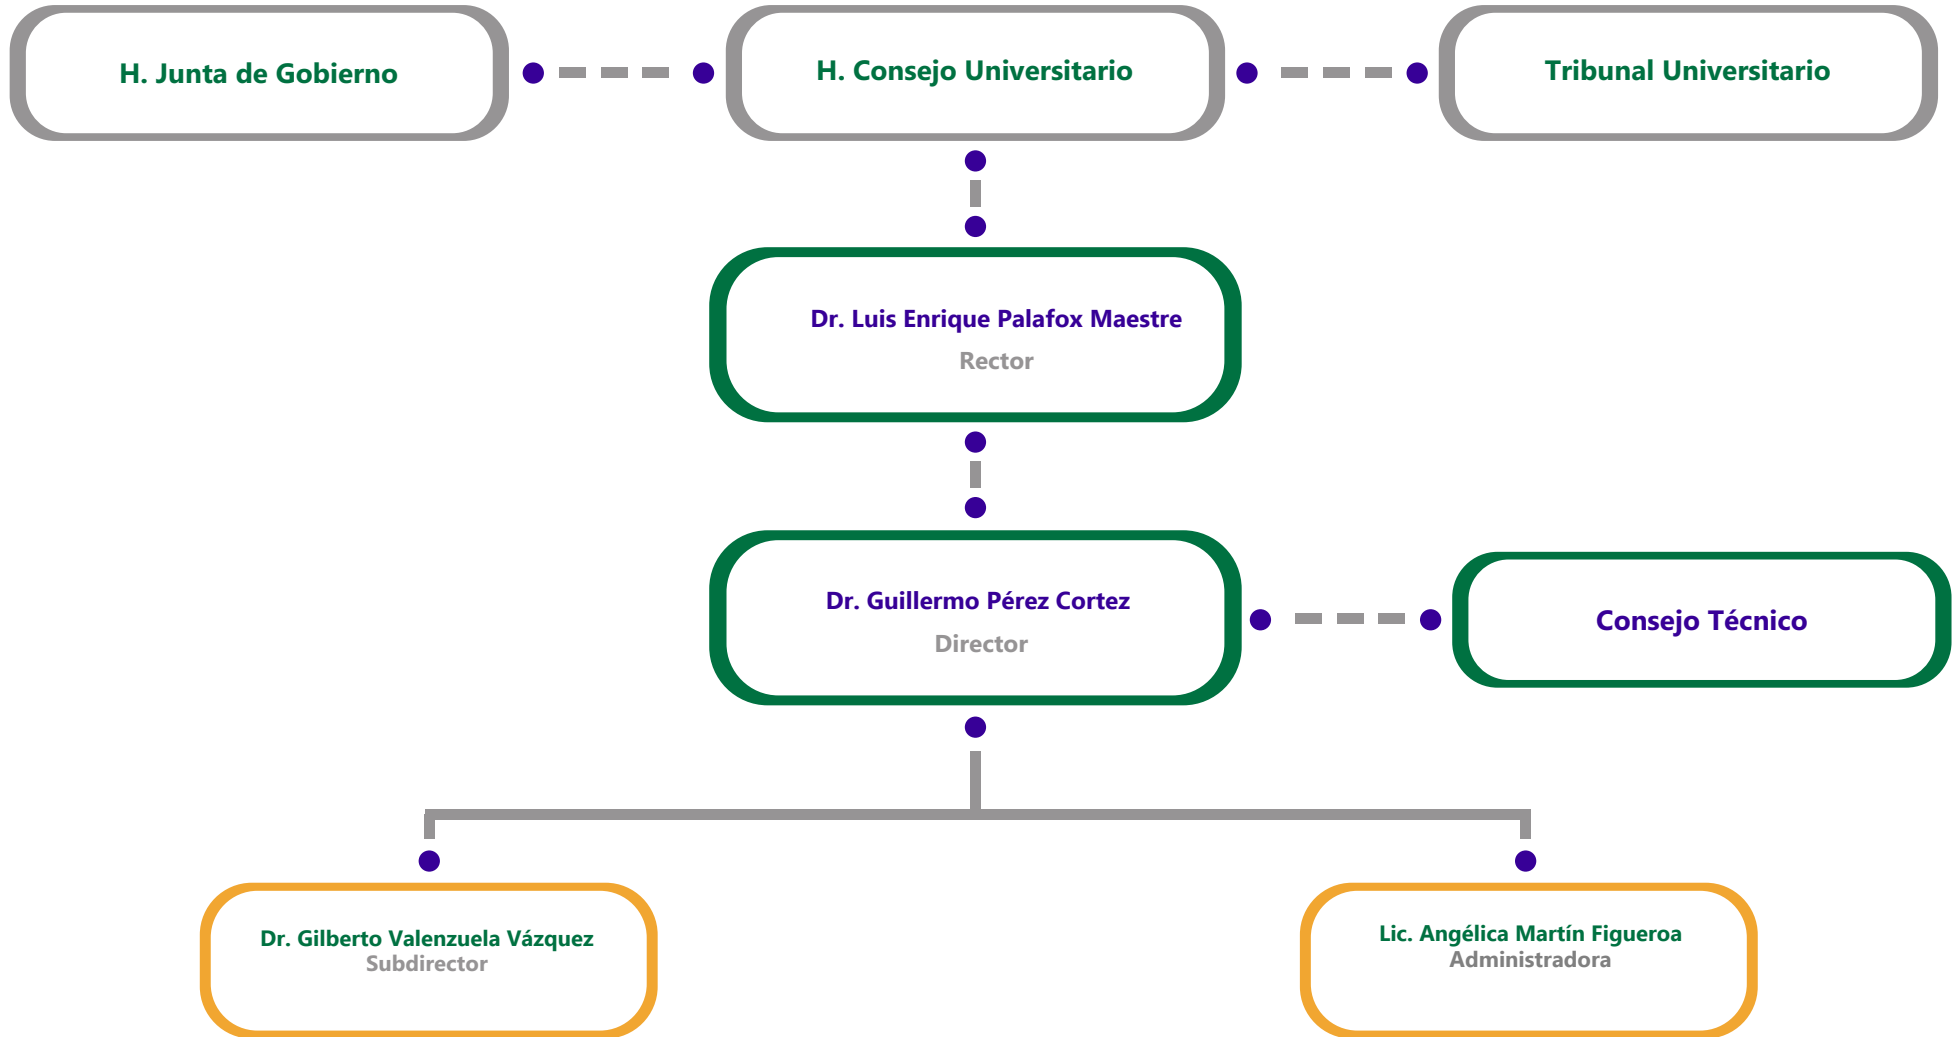 H. Junta de Gobierno
H. Consejo Universitario
Tribunal Universitario
Dr. Luis Enrique Palafox Maestre
Rector
Dr. Guillermo Pérez Cortez
Director
Consejo Técnico
Dr. Gilberto Valenzuela Vázquez
Subdirector
Lic. Angélica Martín Figueroa
Administradora